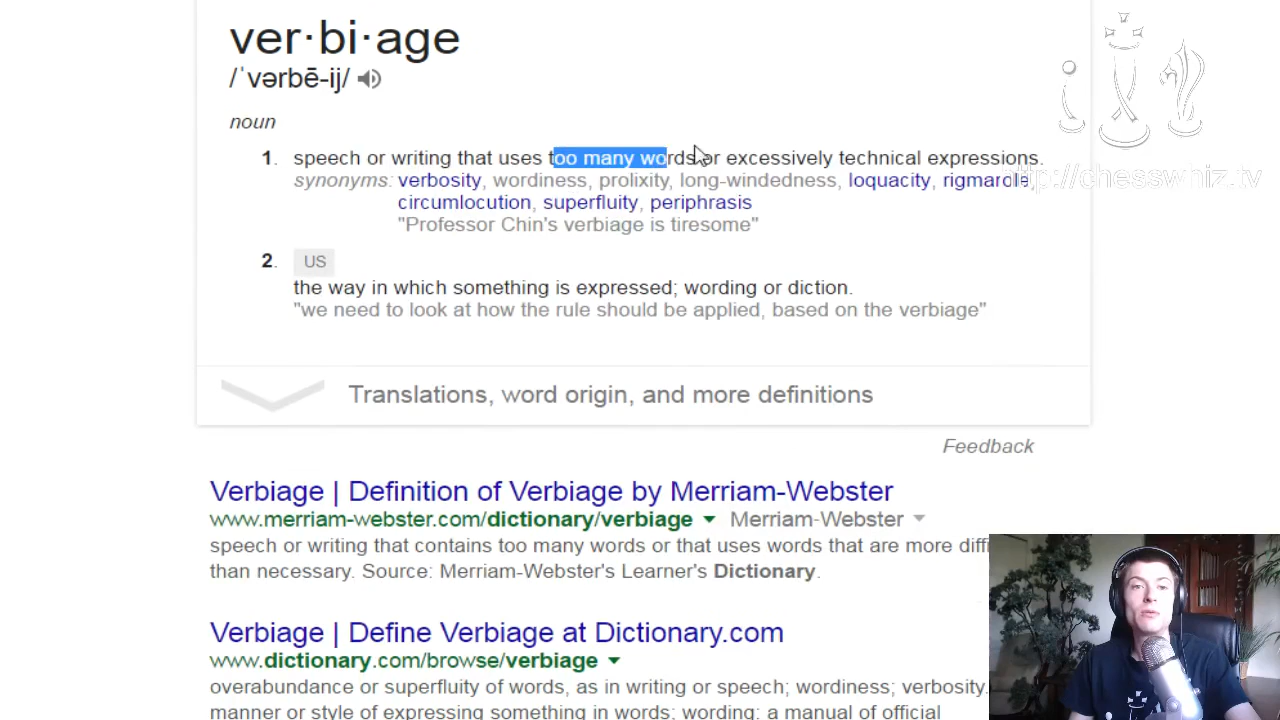 ver·bi·age
/ˈvərbē-ij/
noun
1. speech or writing that uses too many words or excessively technical expressions.
synonyms: verbosity, wordiness, prolixity, long-windedness, loquacity, rigmarole,
http://chesswhiz.tv
circumlocution, superfluity, periphrasis
"Professor Chin's verbiage is tiresome"
2. US
the way in which something is expressed; wording or diction.
"we need to look at how the rule should be applied, based on the verbiage"
Translations, word origin, and more definitions
Feedback
Verbiage | Definition of Verbiage by Merriam-Webster
www.merriam-webster.com/dictionary/verbiage Merriam-Webster
speech or writing that contains too many words or that uses words that are more diffi
than necessary. Source: Merriam-Webster's Learner's Dictionary.
Verbiage | Define Verbiage at Dictionary.com
www.dictionary.com/browse/verbiage
overabundance or superfluity of words, as in writing or speech; wordiness; verbosity.
manner or style of expressing something in words; wording: a manual of official